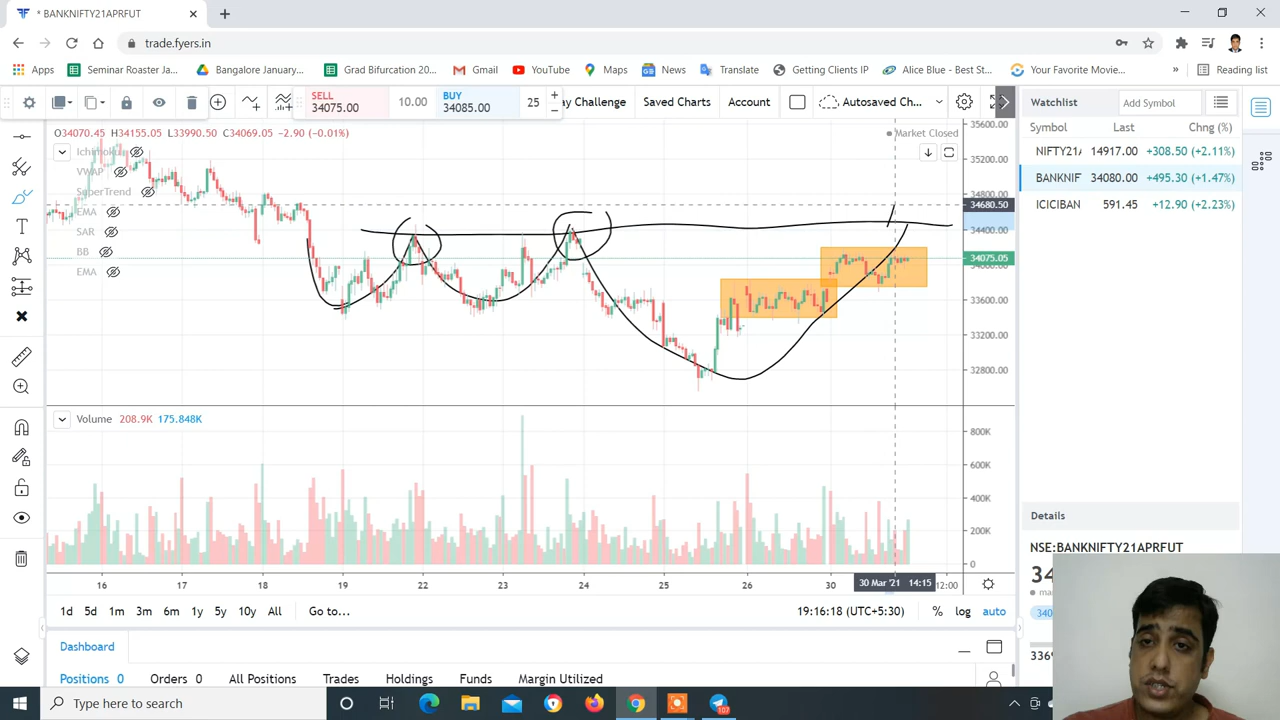 * BANKNIFTY21APRFUT
trade.fyers.in
Apps
Seminar Roaster Ja...
Bangalore January...
Grad Bifurcation 20...
Gmail
YouTube
Maps
News
Translate
Getting Clients IP
Alice Blue - Best St...
Your Favorite Movie...
»
Reading list
SELL
34075.00
10.00
BUY
34085.00
25
ay Challenge
Saved Charts
Account
Autosaved Ch...
Watchlist
Add Symbol
Symbol Last Chng (%)
NIFTY21A 14917.00 +308.50 (+2.11%)
BANKNIF 34080.00 +495.30 (+1.47%)
ICICIBAN 591.45 +12.90 (+2.23%)
O34070.45 H34155.05 L33990.50 C34069.05 -2.90 (-0.01%)
Market Closed
Ichimoku
VWAP
SuperTrend
EMA
SAR
BB
EMA
35600.00
35200.00
34800.00
34680.50
34400.00
34075.05
34000.00
33600.00
33200.00
32800.00
Volume 208.9K 175.848K
800K
600K
400K
200K
0
16 17 18 19 22 23 24 25 26 30 30 Mar '21 14:15 12:00
1d 5d 1m 3m 6m 1y 5y 10y All Go to... 19:16:18 (UTC+5:30) % log auto
Details
NSE:BANKNIFTY21APRFUT
Dashboard
Positions 0 Orders 0 All Positions Trades Holdings Funds Margin Utilized
Type here to search
107